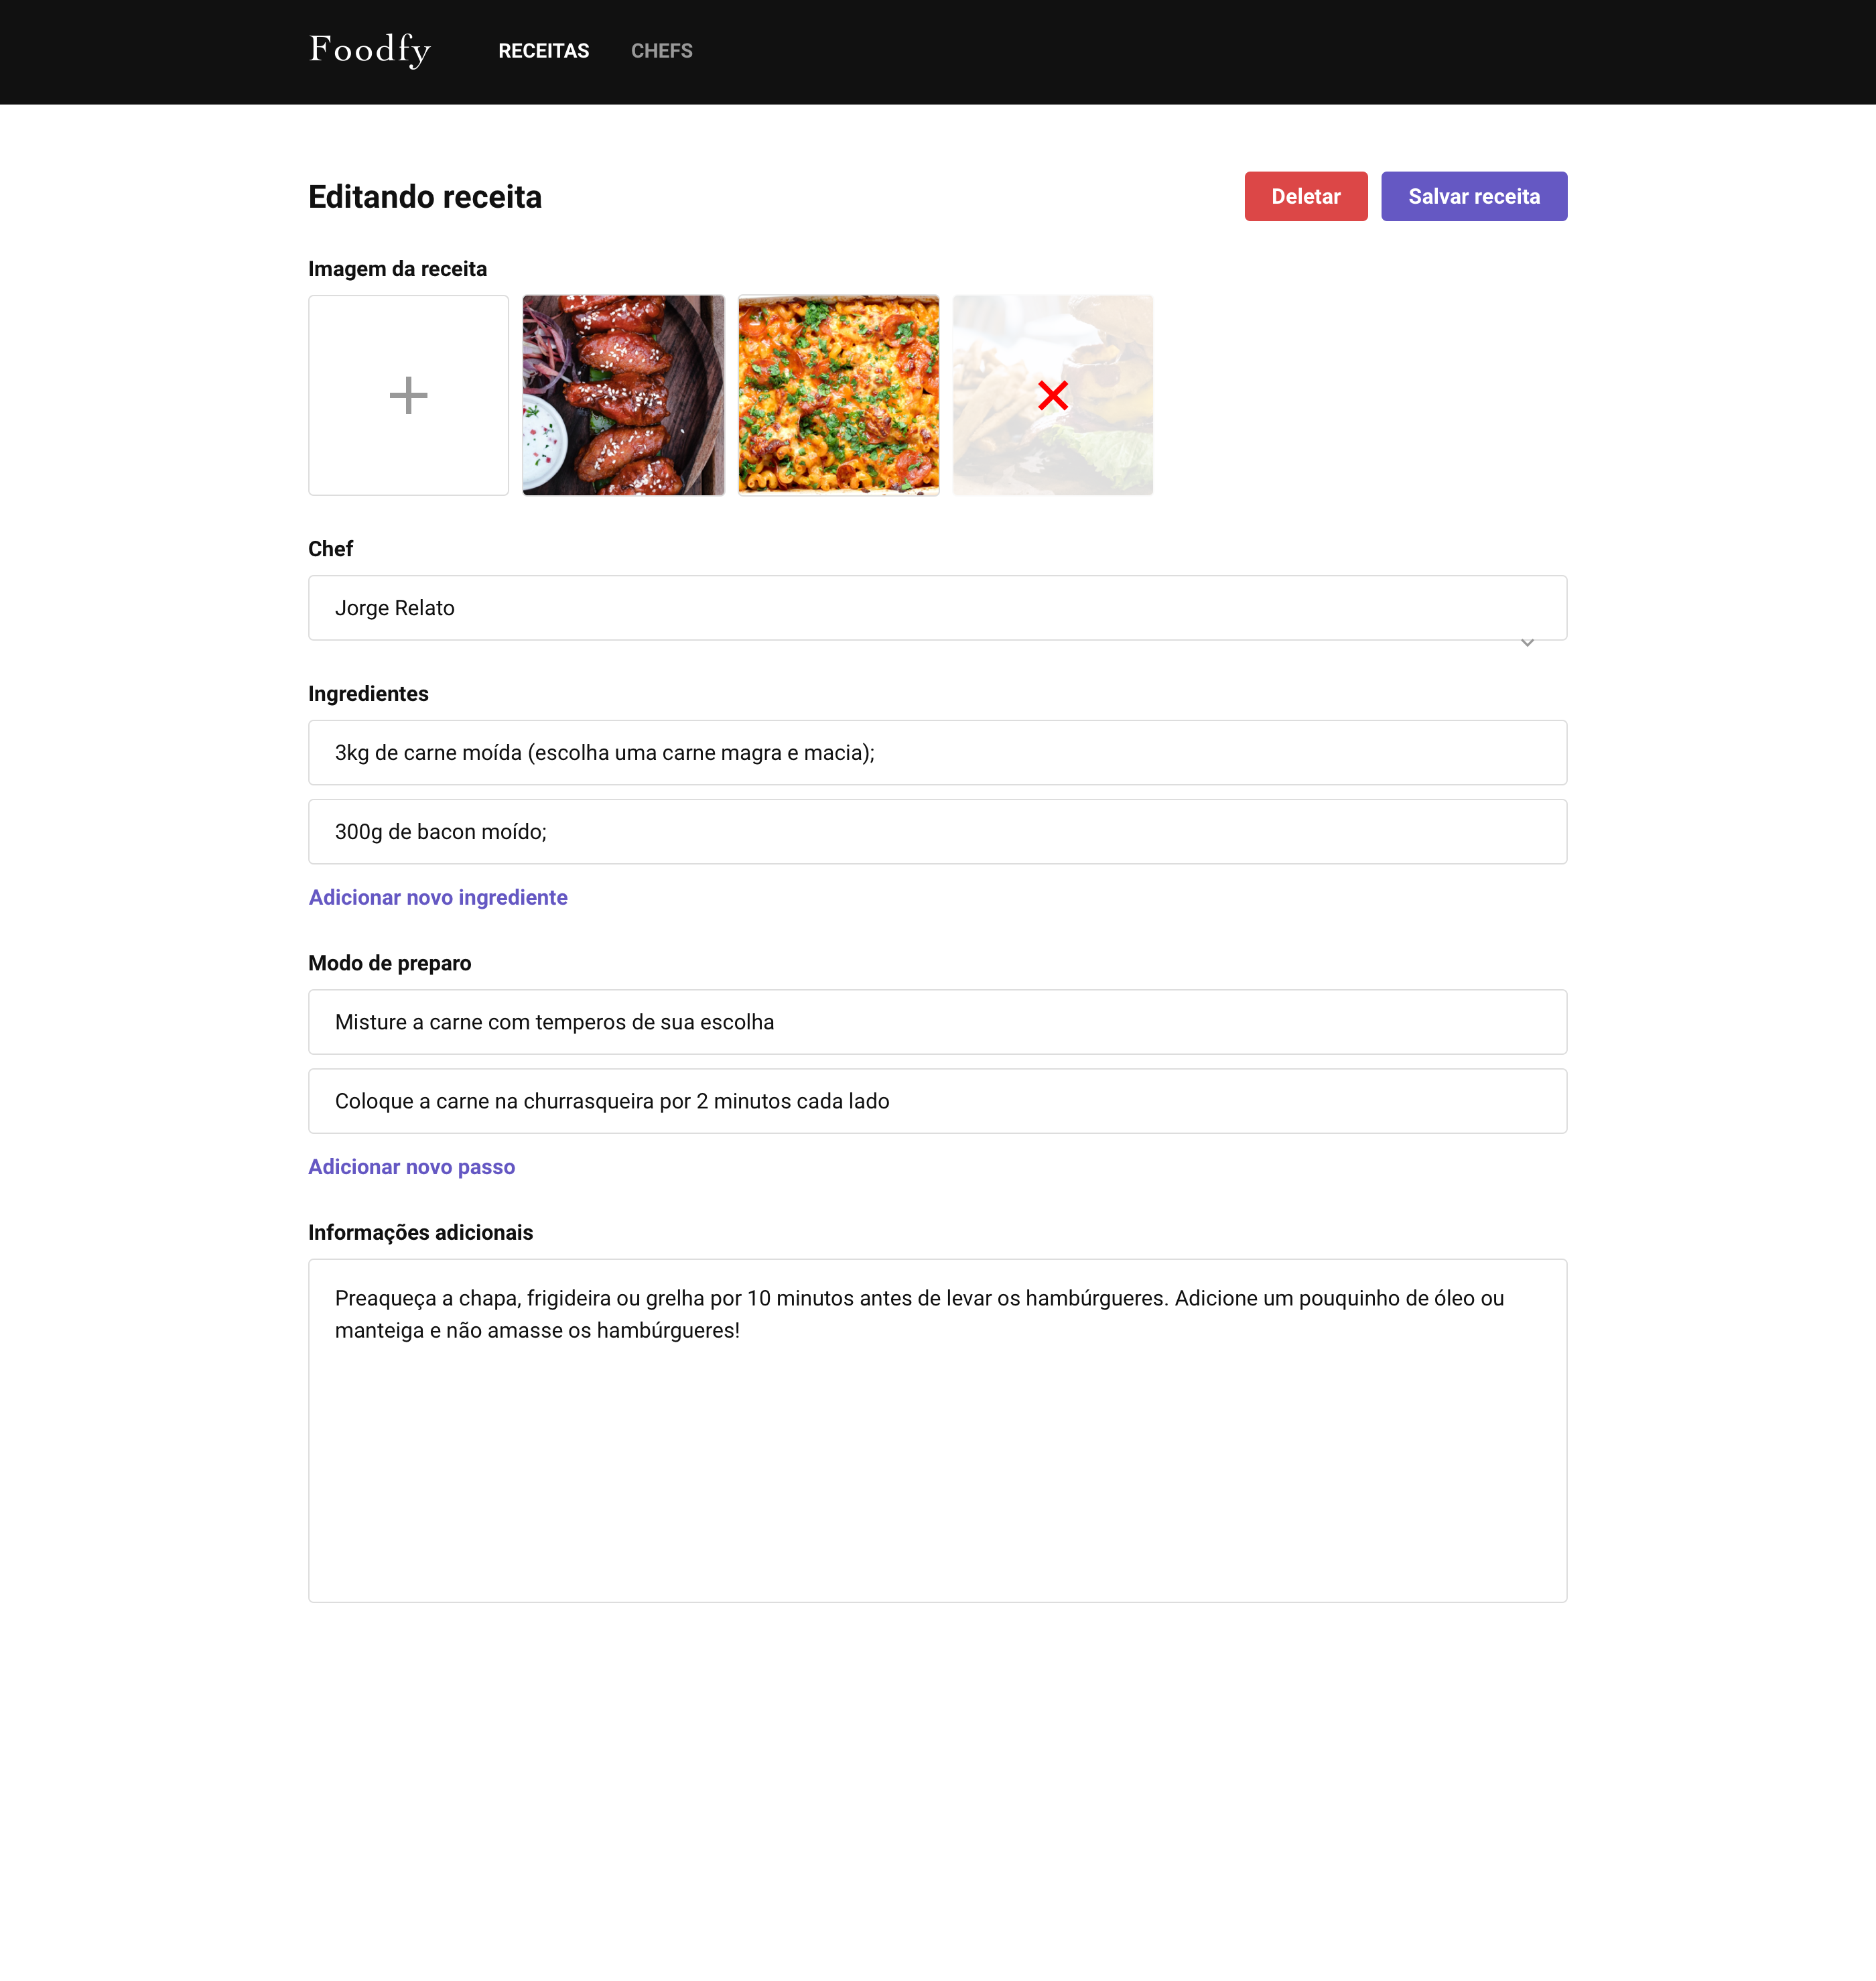 Foodfy
RECEITAS
CHEFS
Editando receita
Deletar
Salvar receita
Imagem da receita
Chef
Jorge Relato
Ingredientes
3kg de carne moída (escolha uma carne magra e macia);
300g de bacon moído;
Adicionar novo ingrediente
Modo de preparo
Misture a carne com temperos de sua escolha
Coloque a carne na churrasqueira por 2 minutos cada lado
Adicionar novo passo
Informações adicionais
Preaqueça a chapa, frigideira ou grelha por 10 minutos antes de levar os hambúrgueres. Adicione um pouquinho de óleo ou
manteiga e não amasse os hambúrgueres!